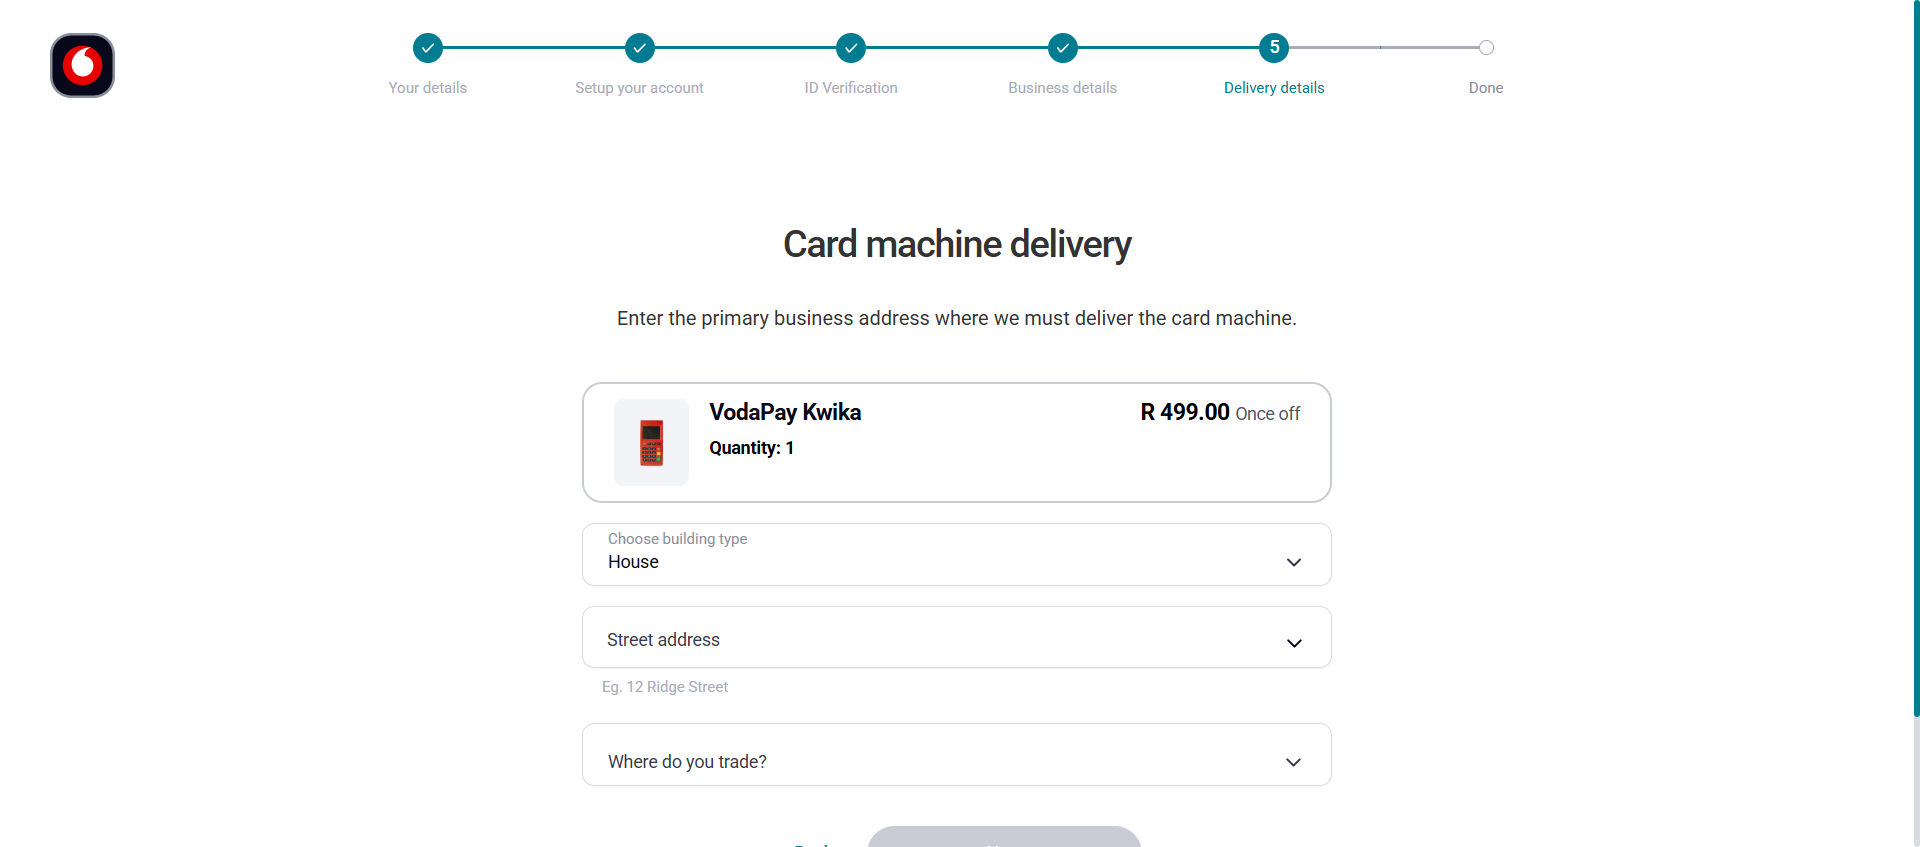 Your details
Setup your account
ID Verification
Business details
5
Delivery details
Done
Card machine delivery
Enter the primary business address where we must deliver the card machine.
VodaPay Kwika
R 499.00 Once off
Quantity: 1
Choose building type
House
Street address
Eg. 12 Ridge Street
Where do you trade?